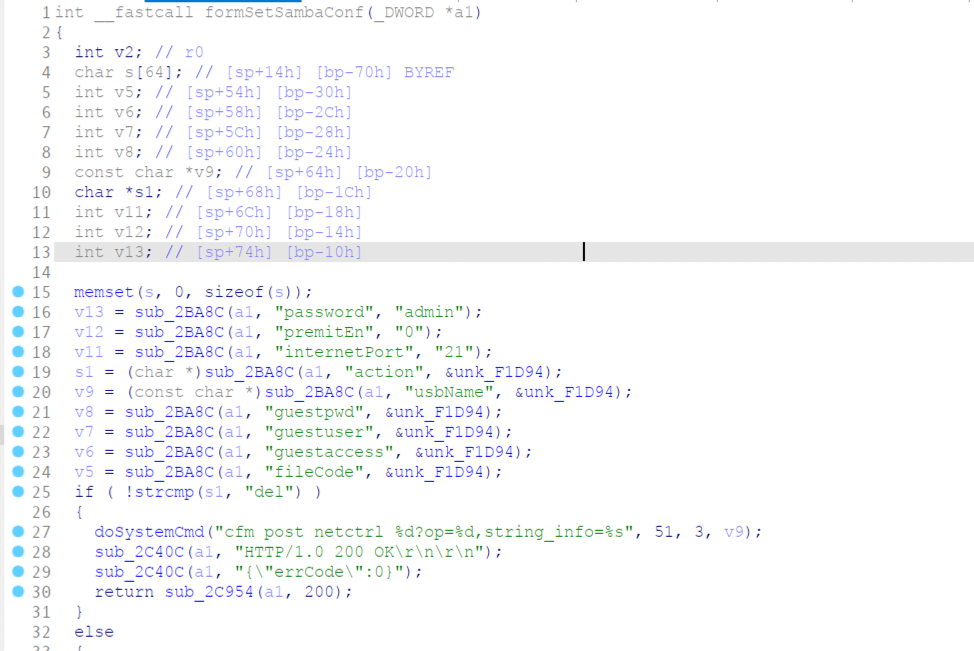 1 int __fastcall formSetSambaConf(_DWORD *a1)
2 {
3 int v2; // r0
4 char s[64]; // [sp+14h] [bp-70h] BYREF
5 int v5; // [sp+54h] [bp-30h]
6 int v6; // [sp+58h] [bp-2Ch]
7 int v7; // [sp+5Ch] [bp-28h]
8 int v8; // [sp+60h] [bp-24h]
9 const char *v9; // [sp+64h] [bp-20h]
10 char *s1; // [sp+68h] [bp-1Ch]
11 int v11; // [sp+6Ch] [bp-18h]
12 int v12; // [sp+70h] [bp-14h]
13 int v13; // [sp+74h] [bp-10h]
14
15 memset(s, 0, sizeof(s));
16 v13 = sub_2BA8C(a1, "password", "admin");
17 v12 = sub_2BA8C(a1, "premitEn", "0");
18 v11 = sub_2BA8C(a1, "internetPort", "21");
19 s1 = (char *)sub_2BA8C(a1, "action", &unk_F1D94);
20 v9 = (const char *)sub_2BA8C(a1, "usbName", &unk_F1D94);
21 v8 = sub_2BA8C(a1, "guestpwd", &unk_F1D94);
22 v7 = sub_2BA8C(a1, "guestuser", &unk_F1D94);
23 v6 = sub_2BA8C(a1, "guestaccess", &unk_F1D94);
24 v5 = sub_2BA8C(a1, "fileCode", &unk_F1D94);
25 if ( !strcmp(s1, "del") )
26 {
27 doSystemCmd("cfm post netctrl %d?op=%d,string_info=%s", 51, 3, v9);
28 sub_2C40C(a1, "HTTP/1.0 200 OK\r\n\r\n");
29 sub_2C40C(a1, "{\"errCode\":0}");
30 return sub_2C954(a1, 200);
31 }
32 else
33 {